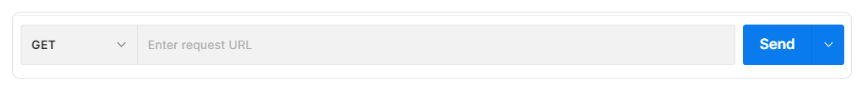 GET Enter request URL Send